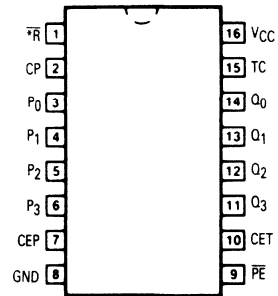 *R̅ 1 16 VCC
CP 2 15 TC
P0 3 14 Q0
P1 4 13 Q1
P2 5 12 Q2
P3 6 11 Q3
CEP 7 10 CET
GND 8 9 P̅E̅